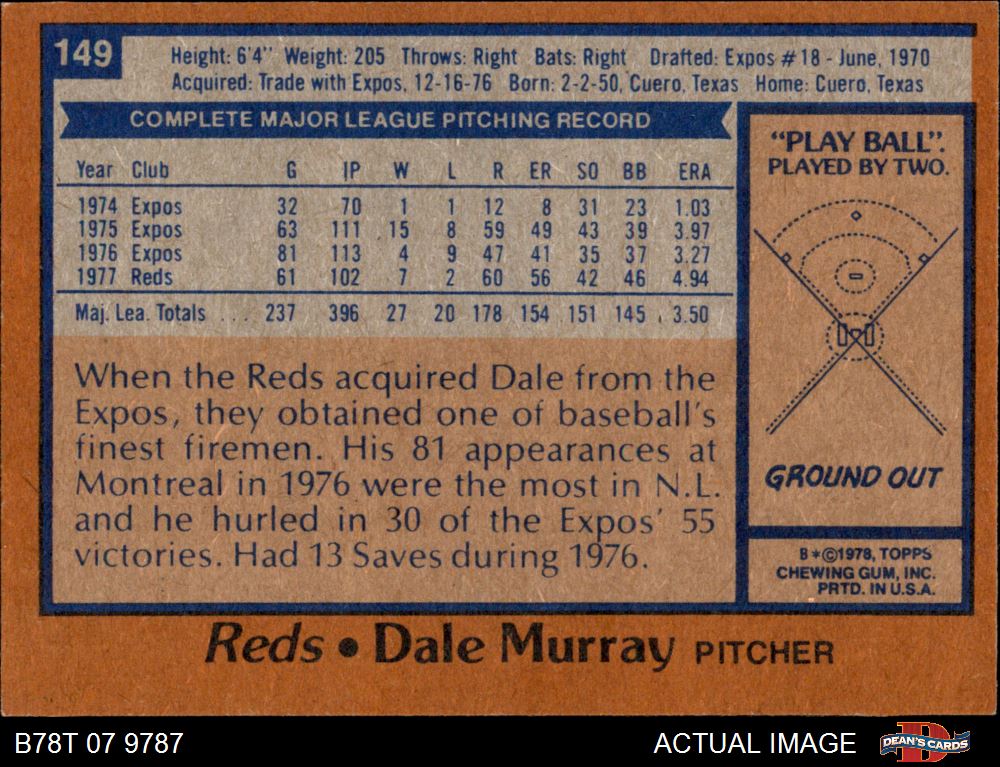 149
Height: 6'4" Weight: 205 Throws: Right Bats: Right Drafted: Expos #18 - June, 1970
Acquired: Trade with Expos, 12-16-76 Born: 2-2-50, Cuero, Texas Home: Cuero, Texas
COMPLETE MAJOR LEAGUE PITCHING RECORD
Year Club G IP W L R ER SO BB ERA
1974 Expos 32 70 1 1 12 8 31 23 1.03
1975 Expos 63 111 15 8 59 49 43 39 3.97
1976 Expos 81 113 4 9 47 41 35 37 3.27
1977 Reds 61 102 7 2 60 56 42 46 4.94
Maj. Lea. Totals ... 237 396 27 20 178 154 151 145 3.50
When the Reds acquired Dale from the
Expos, they obtained one of baseball's
finest firemen. His 81 appearances at
Montreal in 1976 were the most in N.L.
and he hurled in 30 of the Expos' 55
victories. Had 13 Saves during 1976.
"PLAY BALL".
PLAYED BY TWO.
GROUND OUT
B*©1978, TOPPS
CHEWING GUM, INC.
PRTD. IN U.S.A.
Reds • Dale Murray PITCHER
B78T 07 9787
ACTUAL IMAGE
DEAN'S CARDS